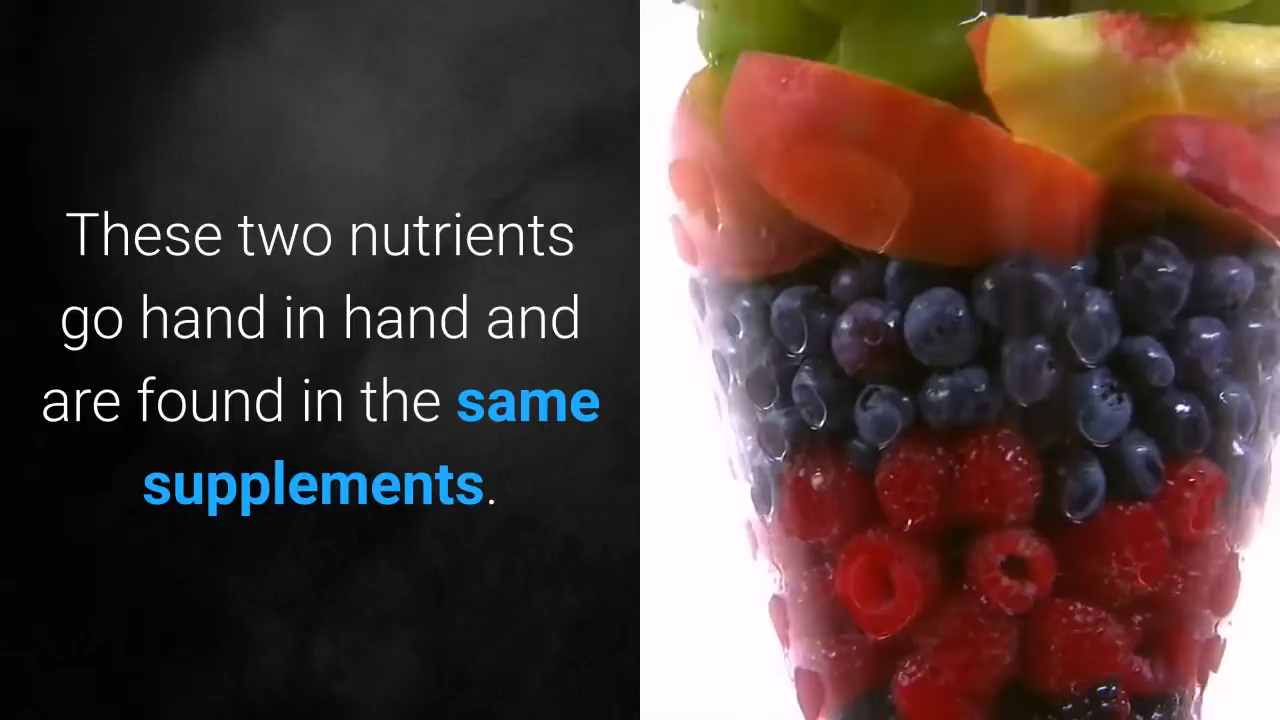 These two nutrients
go hand in hand and
are found in the same
supplements.